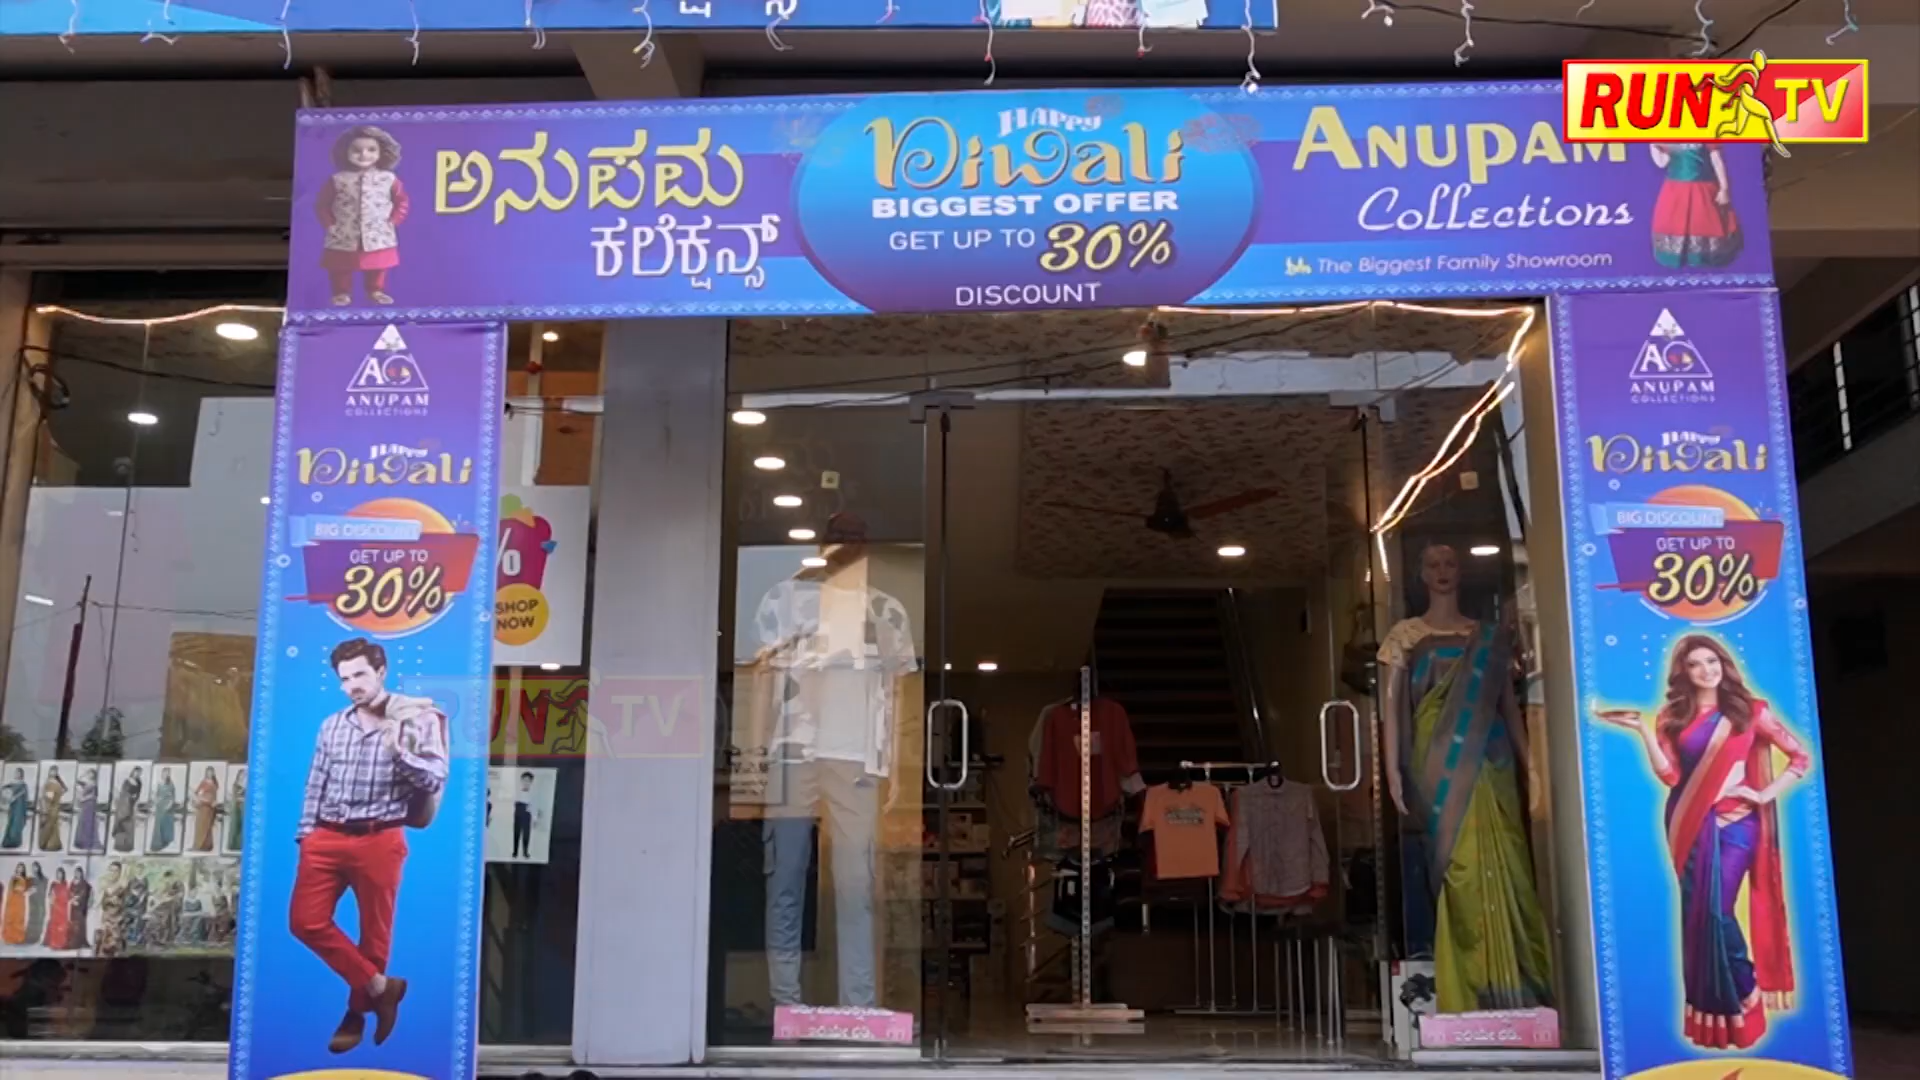 RUN TV
ಅನುಪಮ
ಕಲೆಕ್ಷನ್ಸ್
HAPPY
Diwali
BIGGEST OFFER
GET UP TO 30%
DISCOUNT
ANUPAM
Collections
The Biggest Family Showroom
AC
ANUPAM
COLLECTIONS
HAPPY
Diwali
BIG DISCOUNT
GET UP TO
30%
%
SHOP
NOW
RUN TV
AC
ANUPAM
COLLECTIONS
HAPPY
Diwali
BIG DISCOUNT
GET UP TO
30%